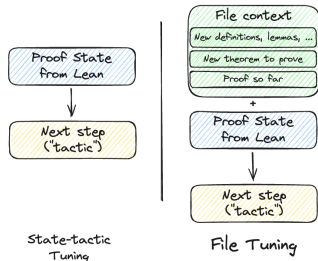 Proof State
from Lean
Next step
("tactic")
State-tactic
Tuning
File context
New definitions, lemmas, ...
New theorem to prove
Proof so far
+
Proof State
from Lean
Next step
("tactic")
File Tuning